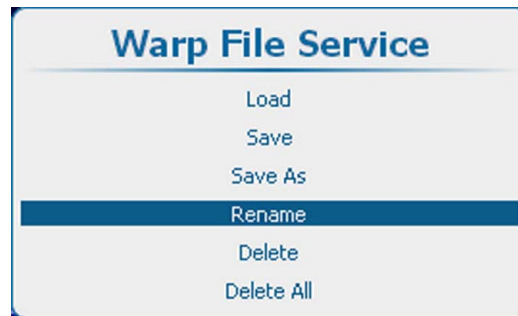 Warp File Service
Load
Save
Save As
Rename
Delete
Delete All